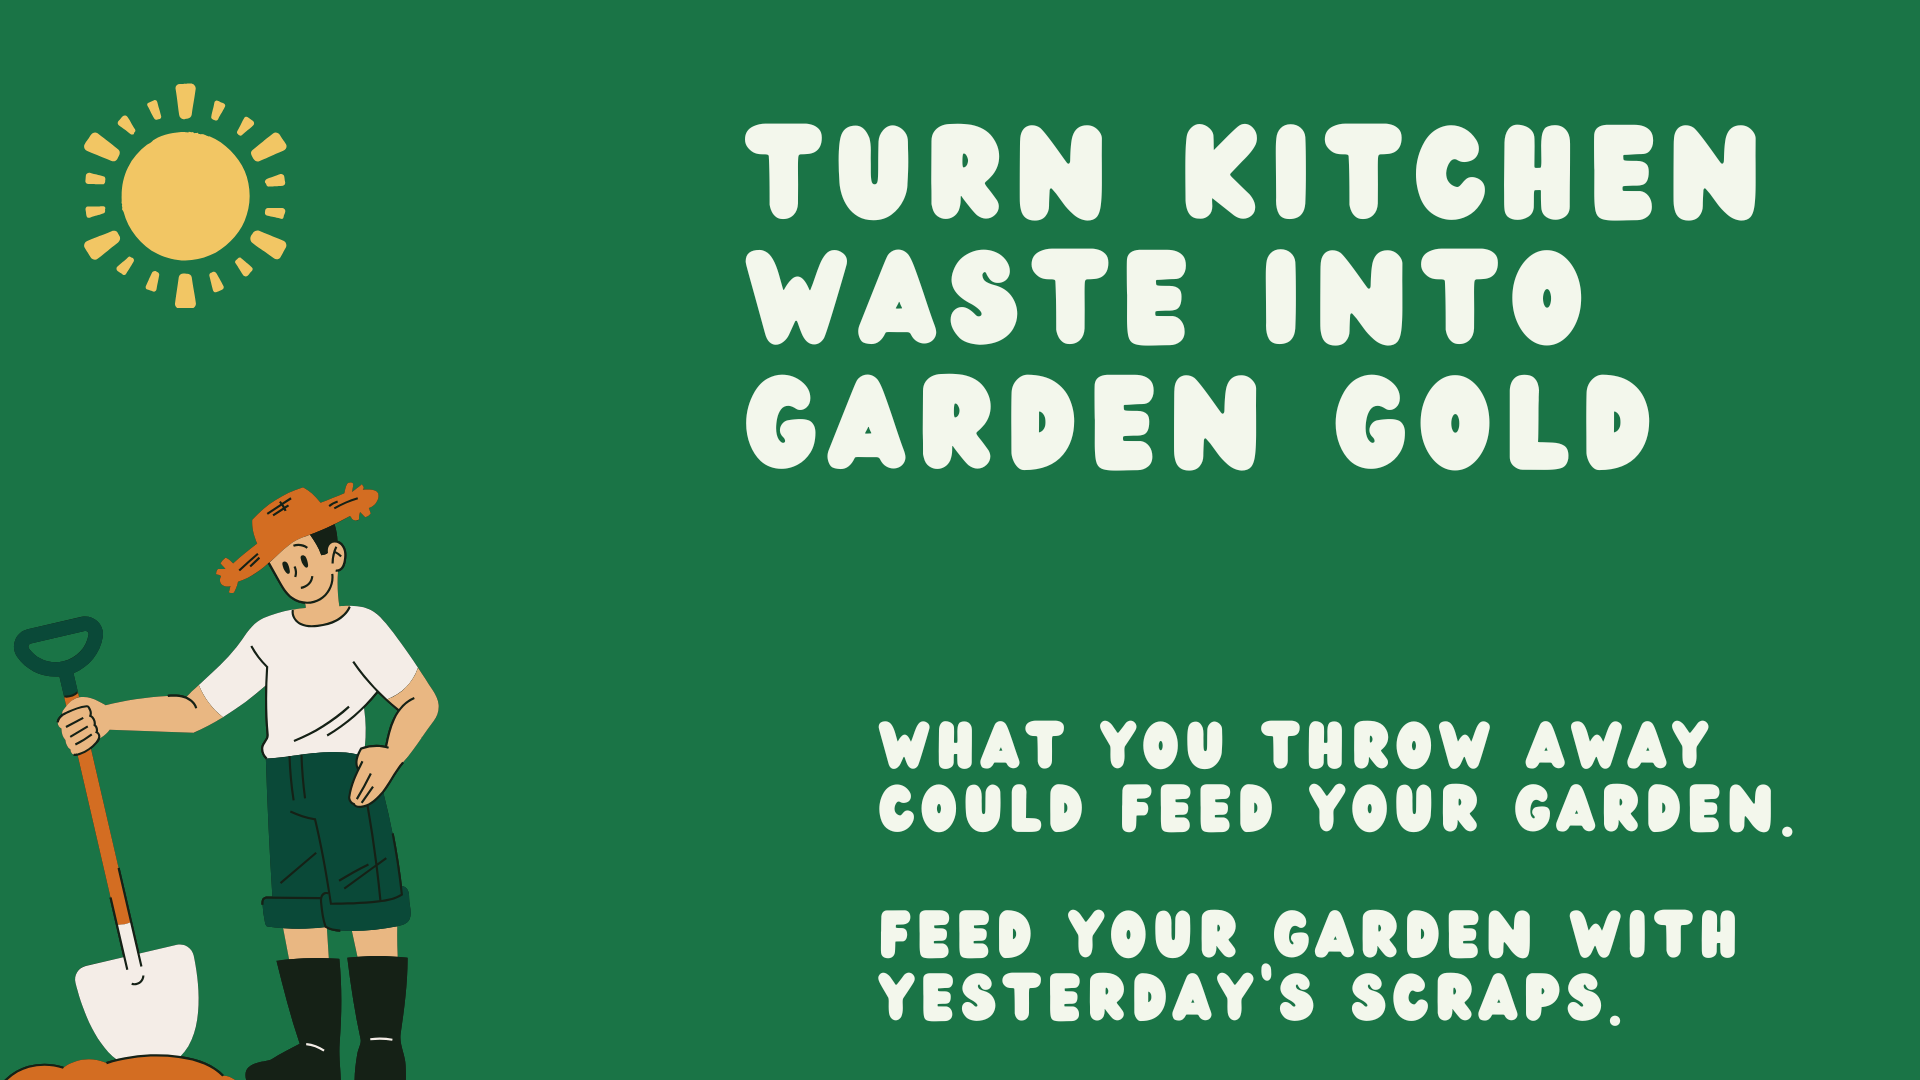 TURN KITCHEN
WASTE INTO
GARDEN GOLD
WHAT YOU THROW AWAY
COULD FEED YOUR GARDEN.
FEED YOUR GARDEN WITH
YESTERDAY'S SCRAPS.